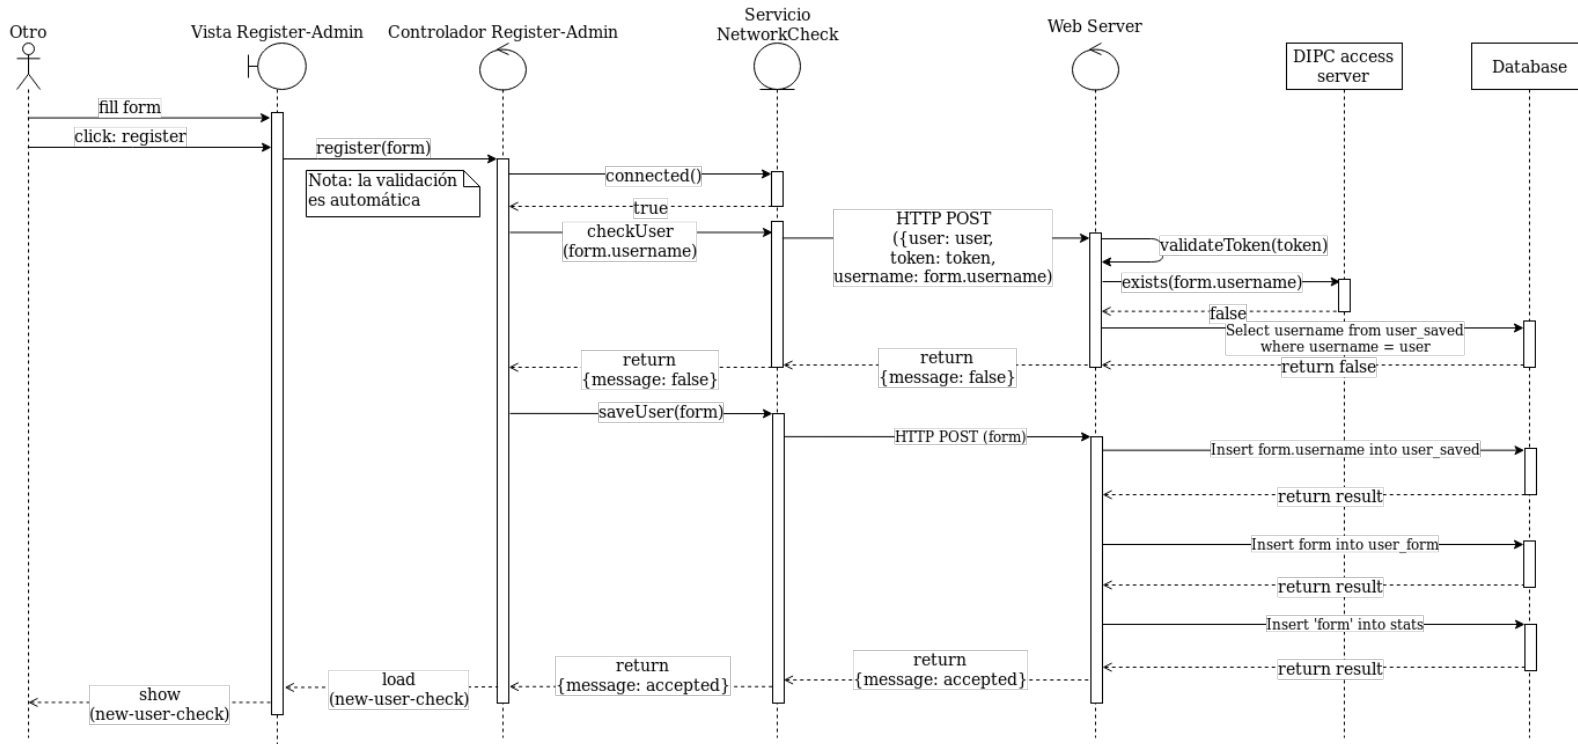 Otro
Vista Register-Admin
Controlador Register-Admin
Servicio
NetworkCheck
Web Server
DIPC access
server
Database
fill form
click: register
register(form)
Nota: la validación
es automática
connected()
true
checkUser
(form.username)
HTTP POST
({user: user,
token: token,
username: form.username)
validateToken(token)
exists(form.username)
false
Select username from user_saved
where username = user
return false
return
{message: false}
return
{message: false}
saveUser(form)
HTTP POST (form)
Insert form.username into user_saved
return result
Insert form into user_form
return result
Insert 'form' into stats
return result
return
{message: accepted}
return
{message: accepted}
load
(new-user-check)
show
(new-user-check)